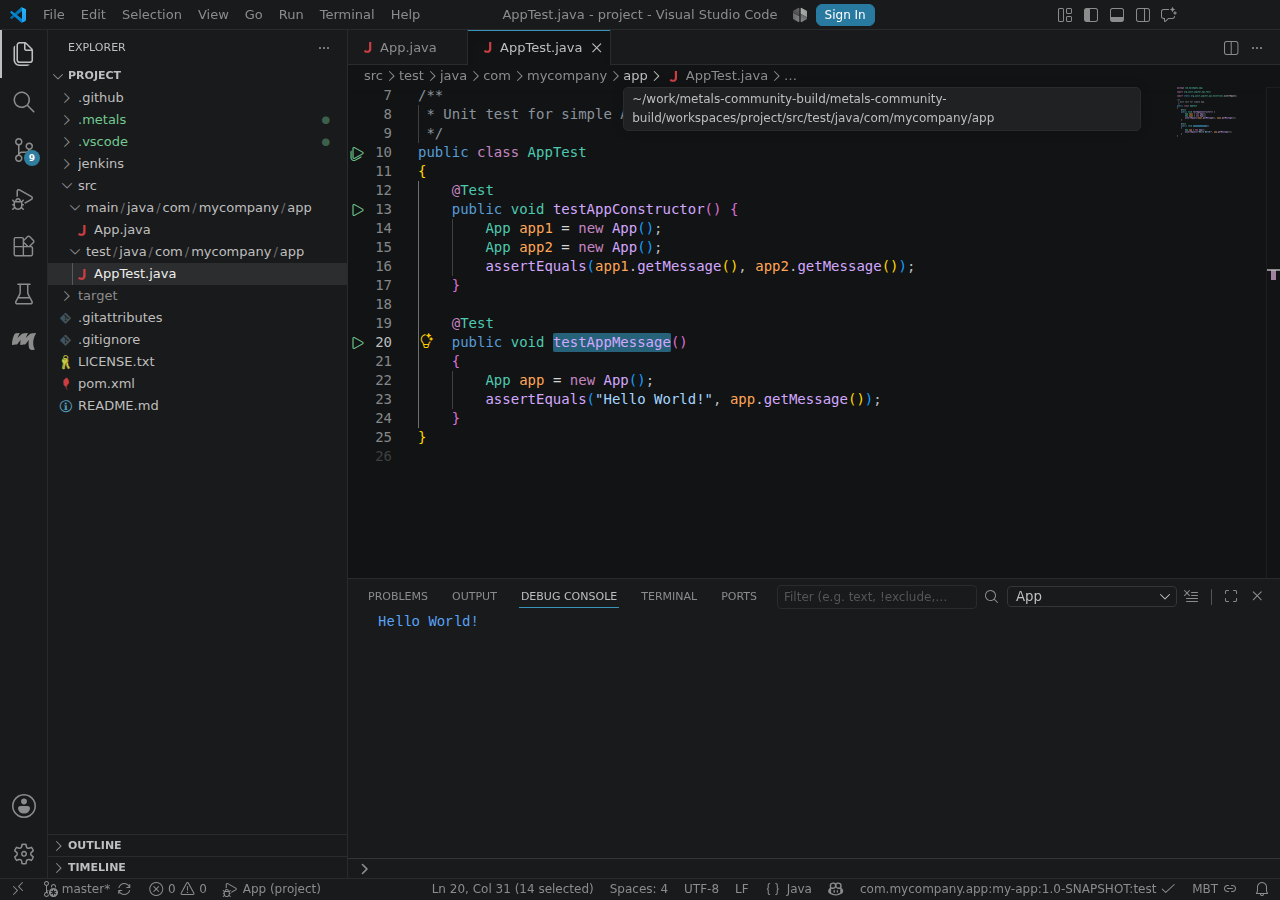 File Edit Selection View Go Run Terminal Help AppTest.java - project - Visual Studio Code Sign In
EXPLORER
PROJECT
.github
.metals
.vscode
jenkins
src
main/java/com/mycompany/app
App.java
test/java/com/mycompany/app
AppTest.java
target
.gitattributes
.gitignore
LICENSE.txt
pom.xml
README.md
OUTLINE
TIMELINE
9
App.java AppTest.java
src > test > java > com > mycompany > app > AppTest.java > ...
~/work/metals-community-build/metals-community-
build/workspaces/project/src/test/java/com/mycompany/app
7 /**
8 * Unit test for simple
9 */
10 public class AppTest
11 {
12 @Test
13 public void testAppConstructor() {
14 App app1 = new App();
15 App app2 = new App();
16 assertEquals(app1.getMessage(), app2.getMessage());
17 }
18
19 @Test
20 public void testAppMessage()
21 {
22 App app = new App();
23 assertEquals("Hello World!", app.getMessage());
24 }
25 }
26
PROBLEMS OUTPUT DEBUG CONSOLE TERMINAL PORTS Filter (e.g. text, !exclude,... App
Hello World!
master* 0 0 App (project) Ln 20, Col 31 (14 selected) Spaces: 4 UTF-8 LF { } Java com.mycompany.app:my-app:1.0-SNAPSHOT:test MBT